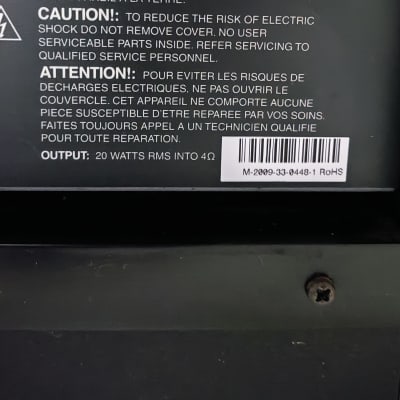 CAUTION!: TO REDUCE THE RISK OF ELECTRIC
SHOCK DO NOT REMOVE COVER. NO USER
SERVICEABLE PARTS INSIDE. REFER SERVICING TO
QUALIFIED SERVICE PERSONNEL.
ATTENTION!: POUR EVITER LES RISQUES DE
DECHARGES ELECTRIQUES, NE PAS OUVRIR LE
COUVERCLE. CET APPAREIL NE COMPORTE AUCUNE
PIECE SUSCEPTIBLE D'ETRE REPAREE PAR VOS SOINS.
FAITES TOUJOURS APPEL A UN TECHNICIEN QUALIFIE
POUR TOUTE REPARATION.
OUTPUT: 20 WATTS RMS INTO 4Ω
M-2009-33-0448-1 RoHS